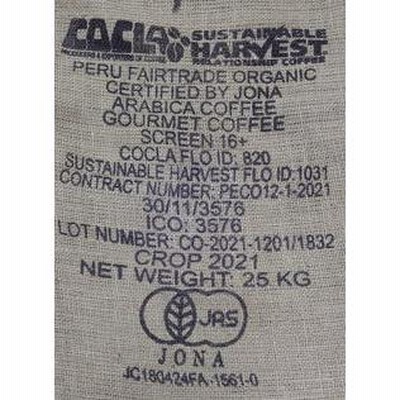 COCLA SUSTAINABLE
HARVEST
RELATIONSHIP COFFEE
PERU FAIRTRADE ORGANIC
CERTIFIED BY JONA
ARABICA COFFEE
GOURMET COFFEE
SCREEN 16+
COCLA FLO ID: 820
SUSTAINABLE HARVEST FLO ID:1031
CONTRACT NUMBER: PECO12-1-2021
30/11/3576
ICO: 3576
LOT NUMBER: CO-2021-1201/1832
CROP 2021
NET WEIGHT: 25 KG
JAS
JONA
JC180424FA-1561-0